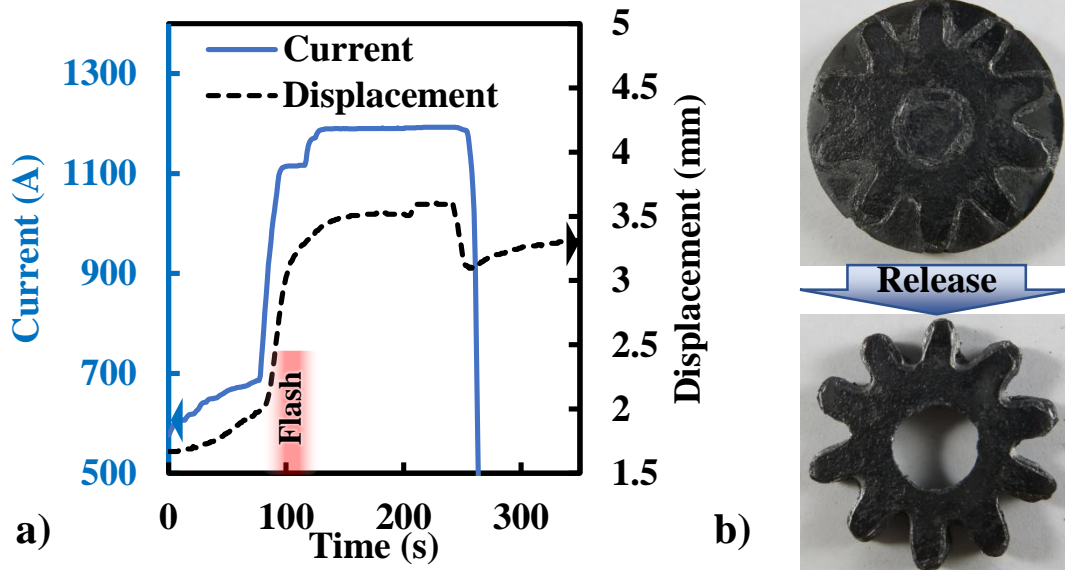 Current
Displacement
Current (A)
1300
1100
900
700
500
5
4.5
4
3.5
3
2.5
2
1.5
Displacement (mm)
Flash
0
100
200
300
Time (s)
a)
Release
b)